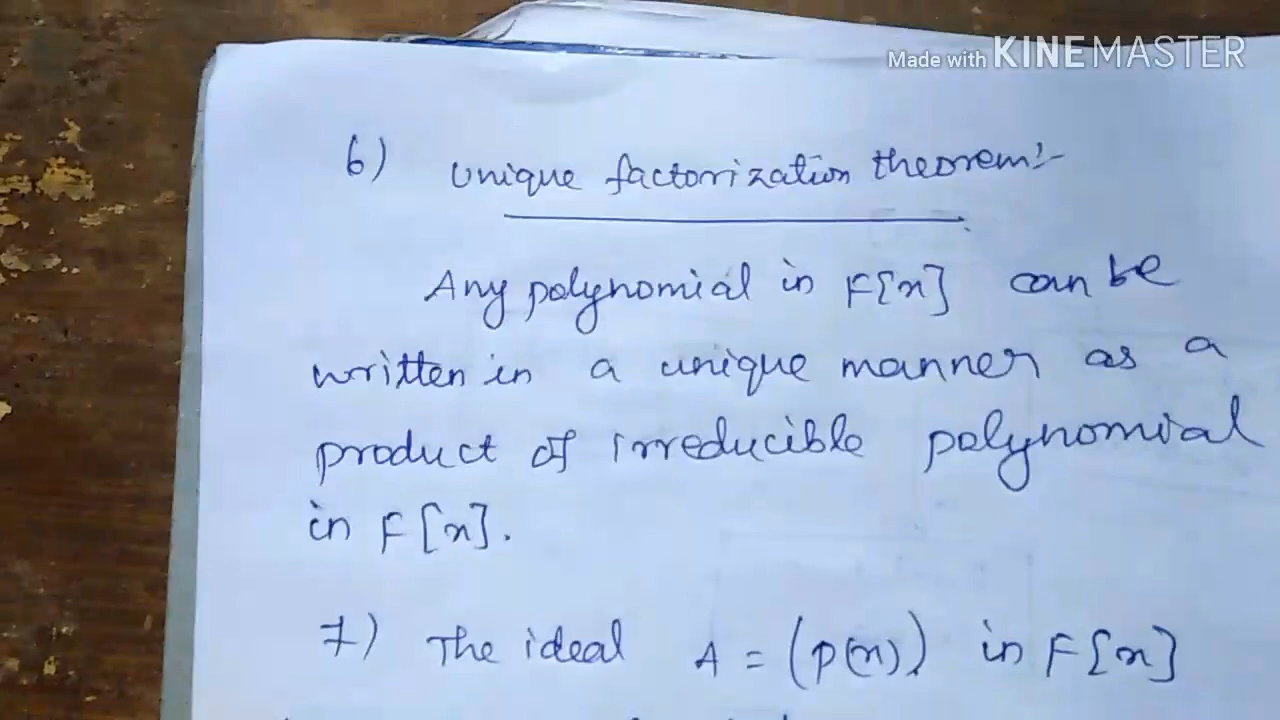 Made with KINEMASTER
6) Unique factorization theorem:-
Any polynomial in F[x] can be
written in a unique manner as a
product of irreducible polynomial
in F[x].
7) The ideal A = (p(x)) in F[x]